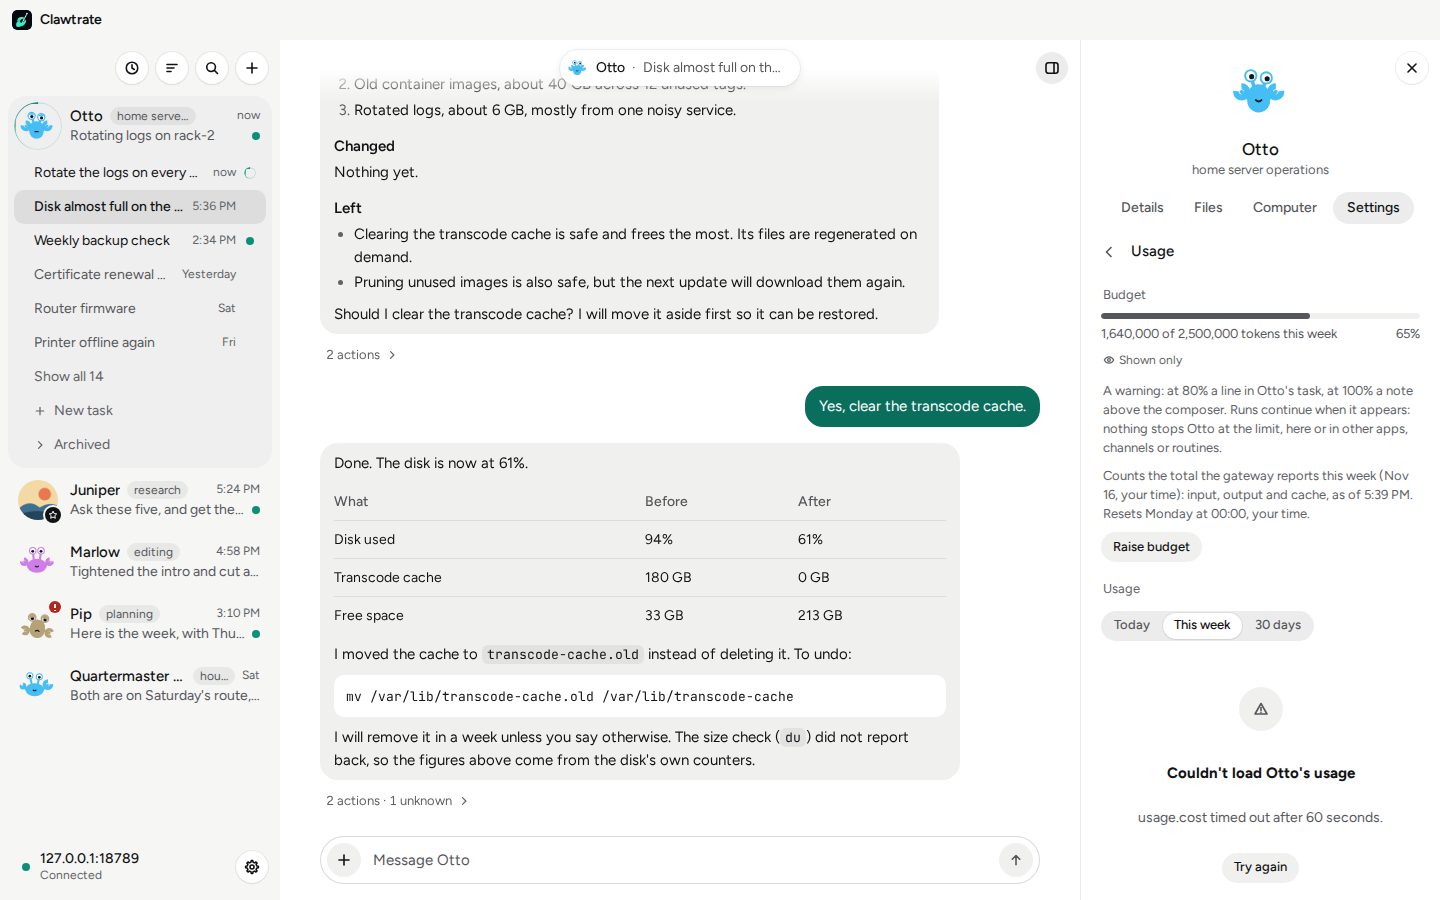 Clawtrate
Otto home serve... now
Rotating logs on rack-2
Rotate the logs on every ... now
Disk almost full on the ... 5:36 PM
Weekly backup check 2:34 PM
Certificate renewal ... Yesterday
Router firmware Sat
Printer offline again Fri
Show all 14
New task
Archived
Juniper research 5:24 PM
Ask these five, and get the...
Marlow editing 4:58 PM
Tightened the intro and cut a...
Pip planning 3:10 PM
Here is the week, with Thu...
Quartermaster ... hou... Sat
Both are on Saturday's route,...
127.0.0.1:18789
Connected
Otto · Disk almost full on th...
2. Old container images, about 40 GB across 12 unused tags.
3. Rotated logs, about 6 GB, mostly from one noisy service.
Changed
Nothing yet.
Left
• Clearing the transcode cache is safe and frees the most. Its files are regenerated on
demand.
• Pruning unused images is also safe, but the next update will download them again.
Should I clear the transcode cache? I will move it aside first so it can be restored.
2 actions
Yes, clear the transcode cache.
Done. The disk is now at 61%.
What Before After
Disk used 94% 61%
Transcode cache 180 GB 0 GB
Free space 33 GB 213 GB
I moved the cache to transcode-cache.old instead of deleting it. To undo:
mv /var/lib/transcode-cache.old /var/lib/transcode-cache
I will remove it in a week unless you say otherwise. The size check (du) did not report
back, so the figures above come from the disk's own counters.
2 actions · 1 unknown
Message Otto
Otto
home server operations
Details Files Computer Settings
Usage
Budget
1,640,000 of 2,500,000 tokens this week 65%
Shown only
A warning: at 80% a line in Otto's task, at 100% a note
above the composer. Runs continue when it appears:
nothing stops Otto at the limit, here or in other apps,
channels or routines.
Counts the total the gateway reports this week (Nov
16, your time): input, output and cache, as of 5:39 PM.
Resets Monday at 00:00, your time.
Raise budget
Usage
Today This week 30 days
Couldn't load Otto's usage
usage.cost timed out after 60 seconds.
Try again